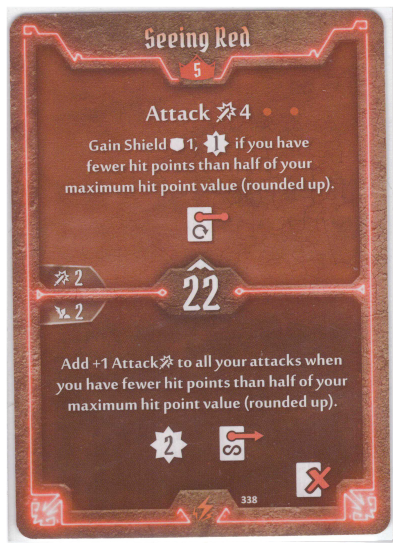 Seeing Red
5
Attack 4
Gain Shield 1, 1 if you have
fewer hit points than half of your
maximum hit point value (rounded up).
2
22
2
Add +1 Attack to all your attacks when
you have fewer hit points than half of your
maximum hit point value (rounded up).
2
338